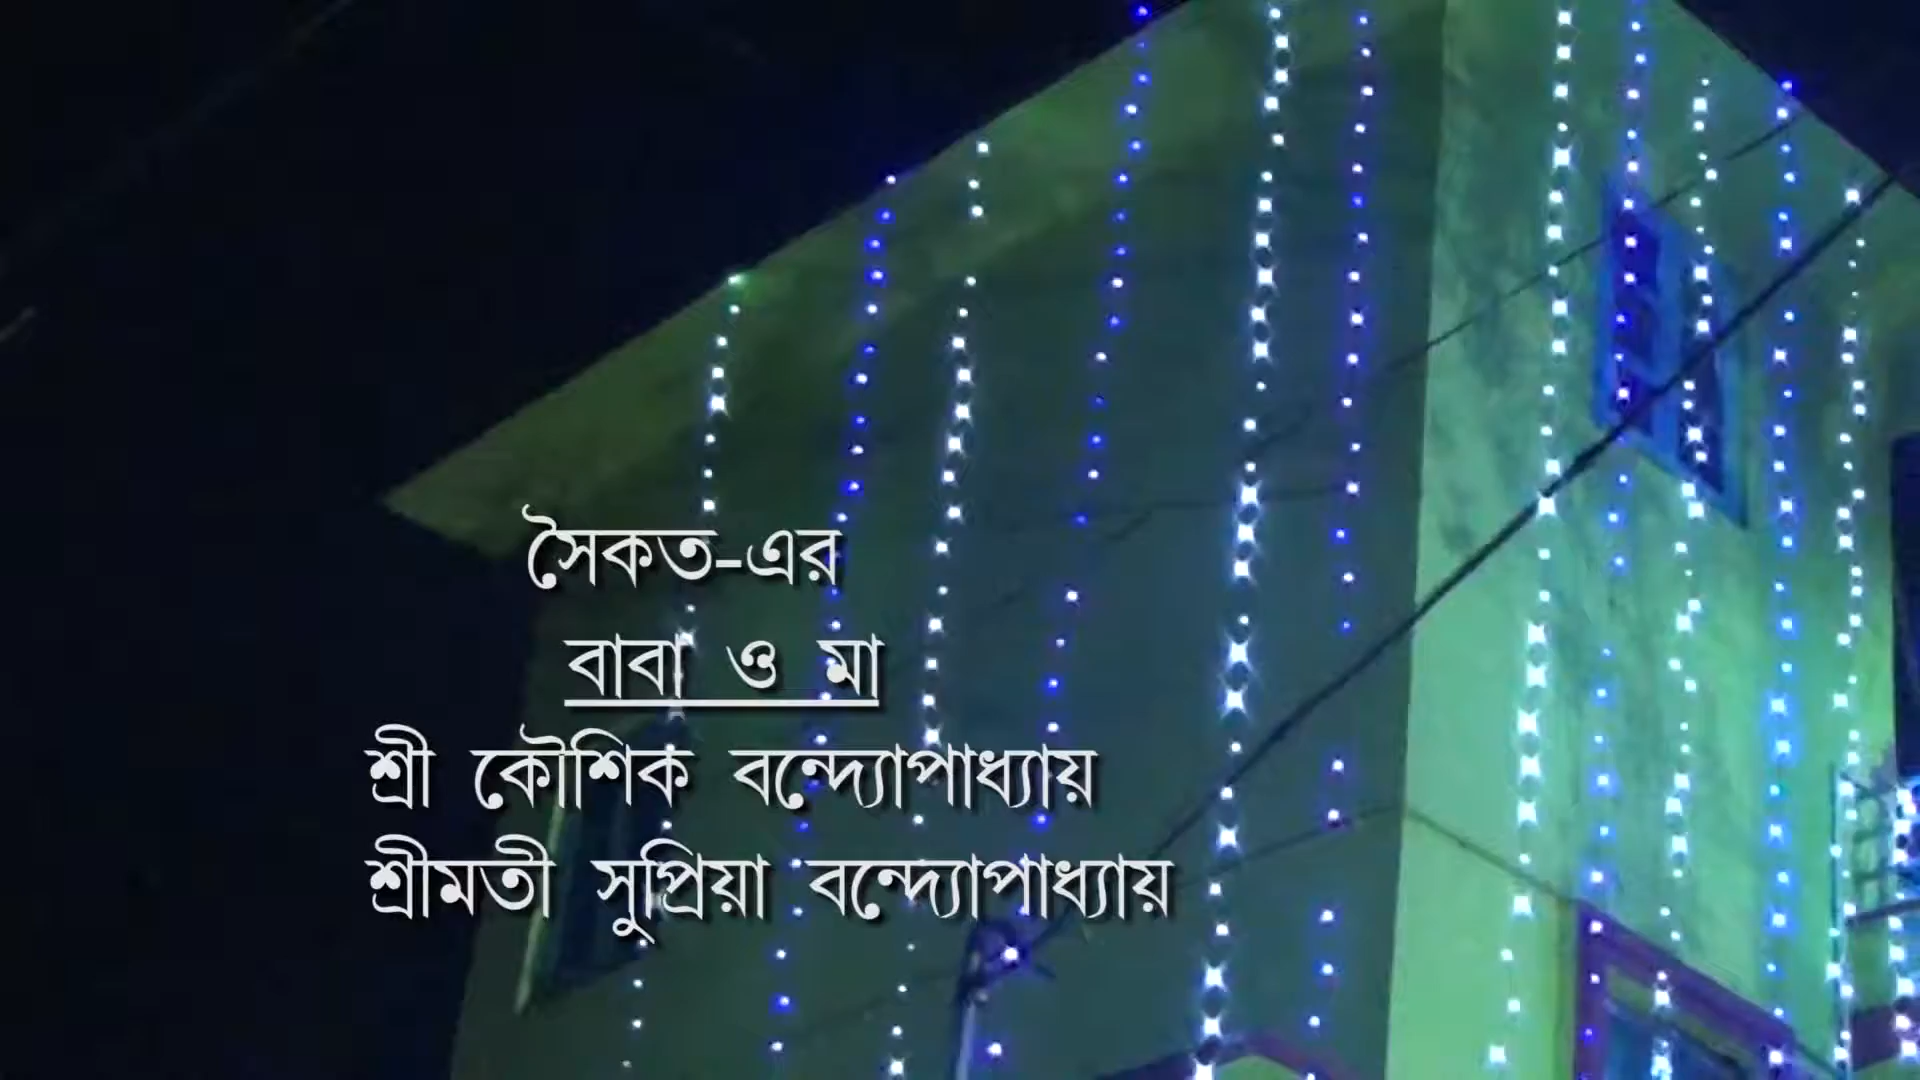 সৈকত-এর
বাবা ও মা
শ্রী কৌশিক বন্দ্যোপাধ্যায়
শ্রীমতী সুপ্রিয়া বন্দ্যোপাধ্যায়